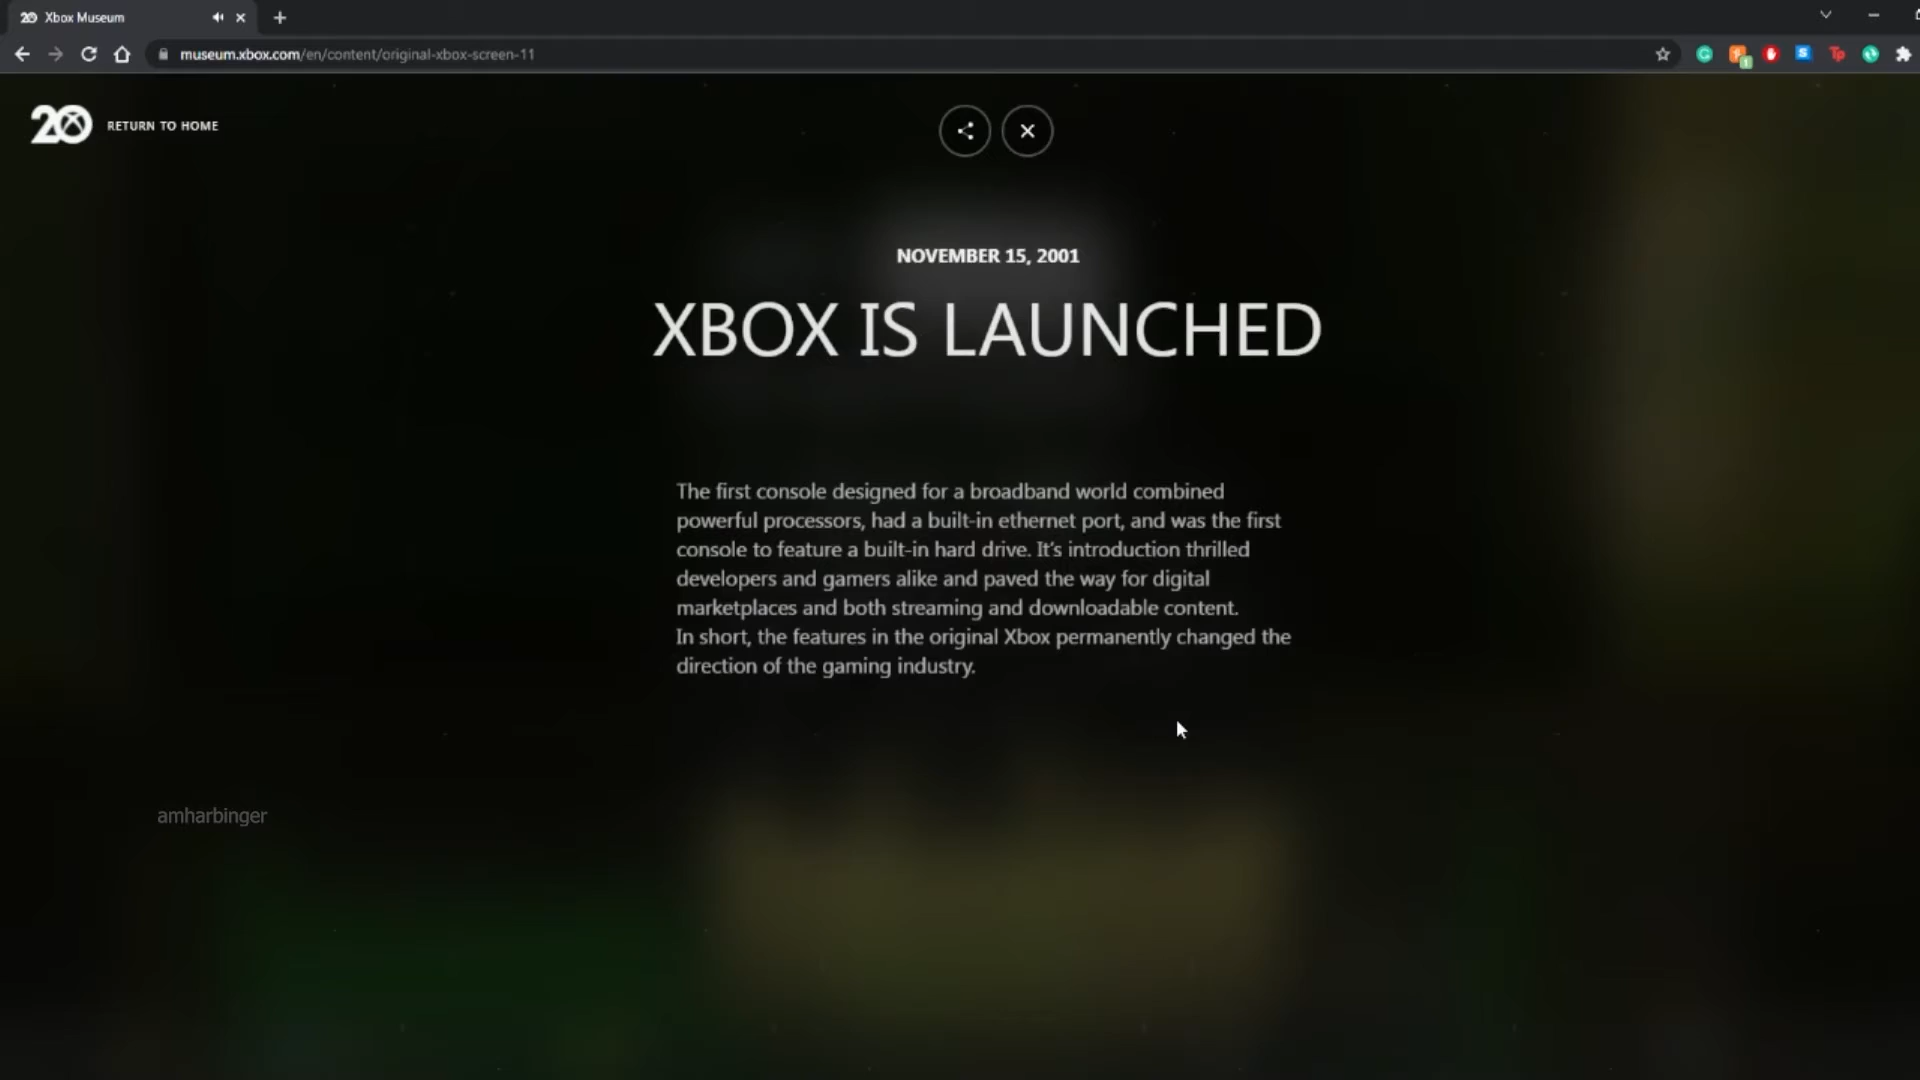 20 Xbox Museum
museum.xbox.com/en/content/original-xbox-screen-11
20 RETURN TO HOME
NOVEMBER 15, 2001
XBOX IS LAUNCHED
The first console designed for a broadband world combined
powerful processors, had a built-in ethernet port, and was the first
console to feature a built-in hard drive. It's introduction thrilled
developers and gamers alike and paved the way for digital
marketplaces and both streaming and downloadable content.
In short, the features in the original Xbox permanently changed the
direction of the gaming industry.
amharbinger